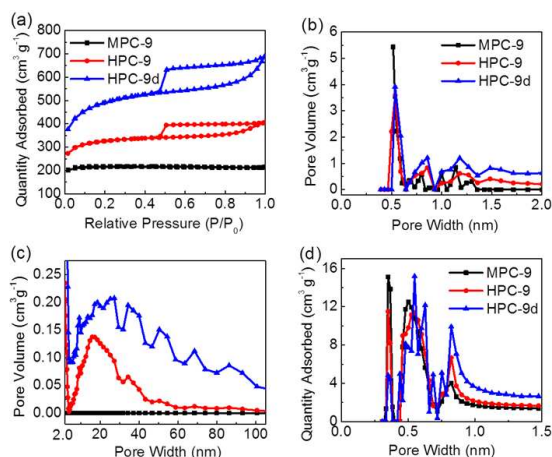 (a)
MPC-9
HPC-9
HPC-9d
Quantity Adsorbed (cm³ g⁻¹)
800
700
600
500
400
300
200
100
0.0 0.2 0.4 0.6 0.8 1.0
Relative Pressure (P/P₀)
(b)
MPC-9
HPC-9
HPC-9d
Pore Volume (cm³g⁻¹)
6
5
4
3
2
1
0
0.0 0.5 1.0 1.5 2.0
Pore Width (nm)
(c)
Pore Volume (cm³g⁻¹)
0.25
0.20
0.15
0.10
0.05
0.00
2.0 20 40 60 80 100
Pore Width (nm)
(d)
MPC-9
HPC-9
HPC-9d
Quantity Adsorbed (cm³ g⁻¹)
16
12
8
4
0
0.0 0.5 1.0 1.5
Pore Width (nm)